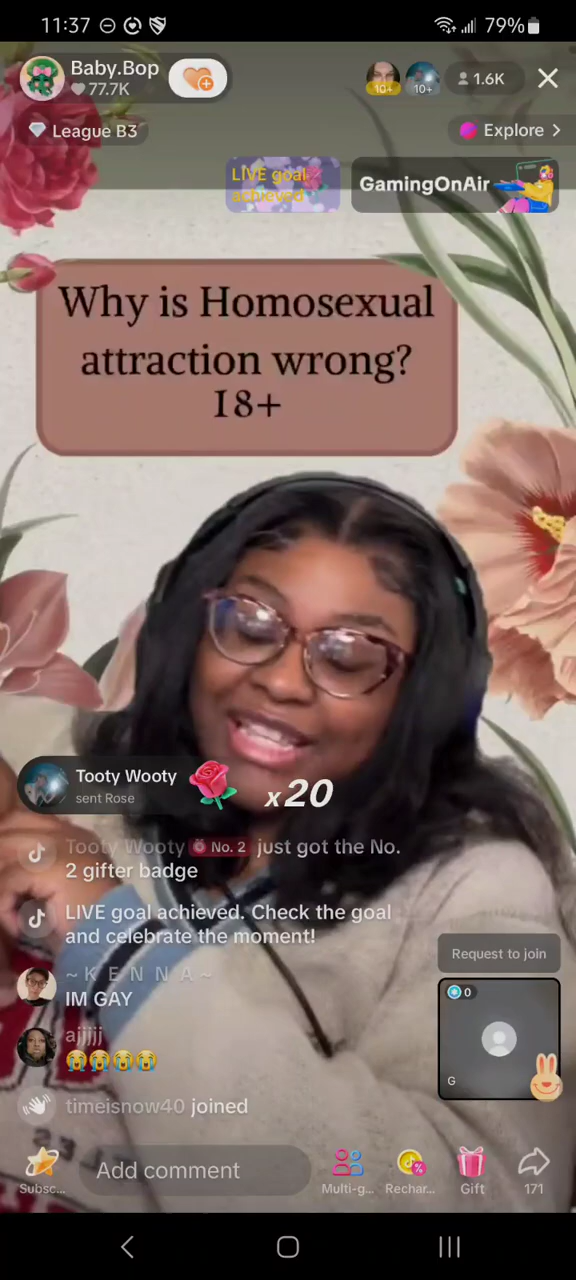 11:37
79%
Baby.Bop
77.7K
10+
10+
1.6K
League B3
Explore
LIVE goal
achieved
GamingOnAir
Why is Homosexual
attraction wrong?
18+
Tooty Wooty
sent Rose
x20
Tooty Wooty No. 2 just got the No.
2 gifter badge
LIVE goal achieved. Check the goal
and celebrate the moment!
~ K E N N A ~
IM GAY
ajjjjj
timeisnow40 joined
Request to join
0
G
Add comment
Subsc...
Multi-g...
Rechar...
Gift
171